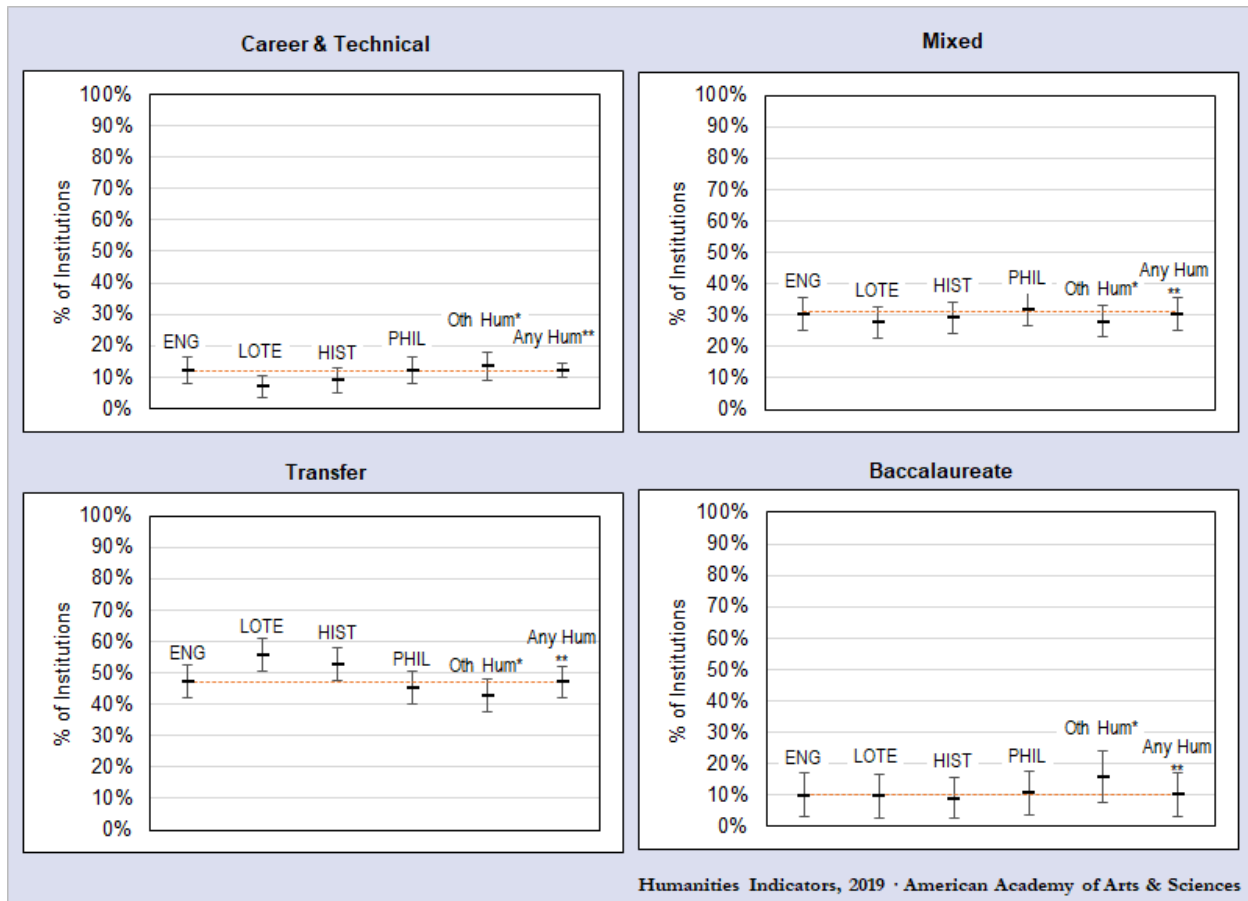 Career & Technical
% of Institutions
100%
90%
80%
70%
60%
50%
40%
30%
20%
10%
0%
ENG
LOTE
HIST
PHIL
Oth Hum*
Any Hum**
Mixed
% of Institutions
100%
90%
80%
70%
60%
50%
40%
30%
20%
10%
0%
ENG
LOTE
HIST
PHIL
Oth Hum*
Any Hum
**
Transfer
% of Institutions
100%
90%
80%
70%
60%
50%
40%
30%
20%
10%
0%
ENG
LOTE
HIST
PHIL
Oth Hum*
Any Hum
**
Baccalaureate
% of Institutions
100%
90%
80%
70%
60%
50%
40%
30%
20%
10%
0%
ENG
LOTE
HIST
PHIL
Oth Hum*
Any Hum
**
Humanities Indicators, 2019 · American Academy of Arts & Sciences